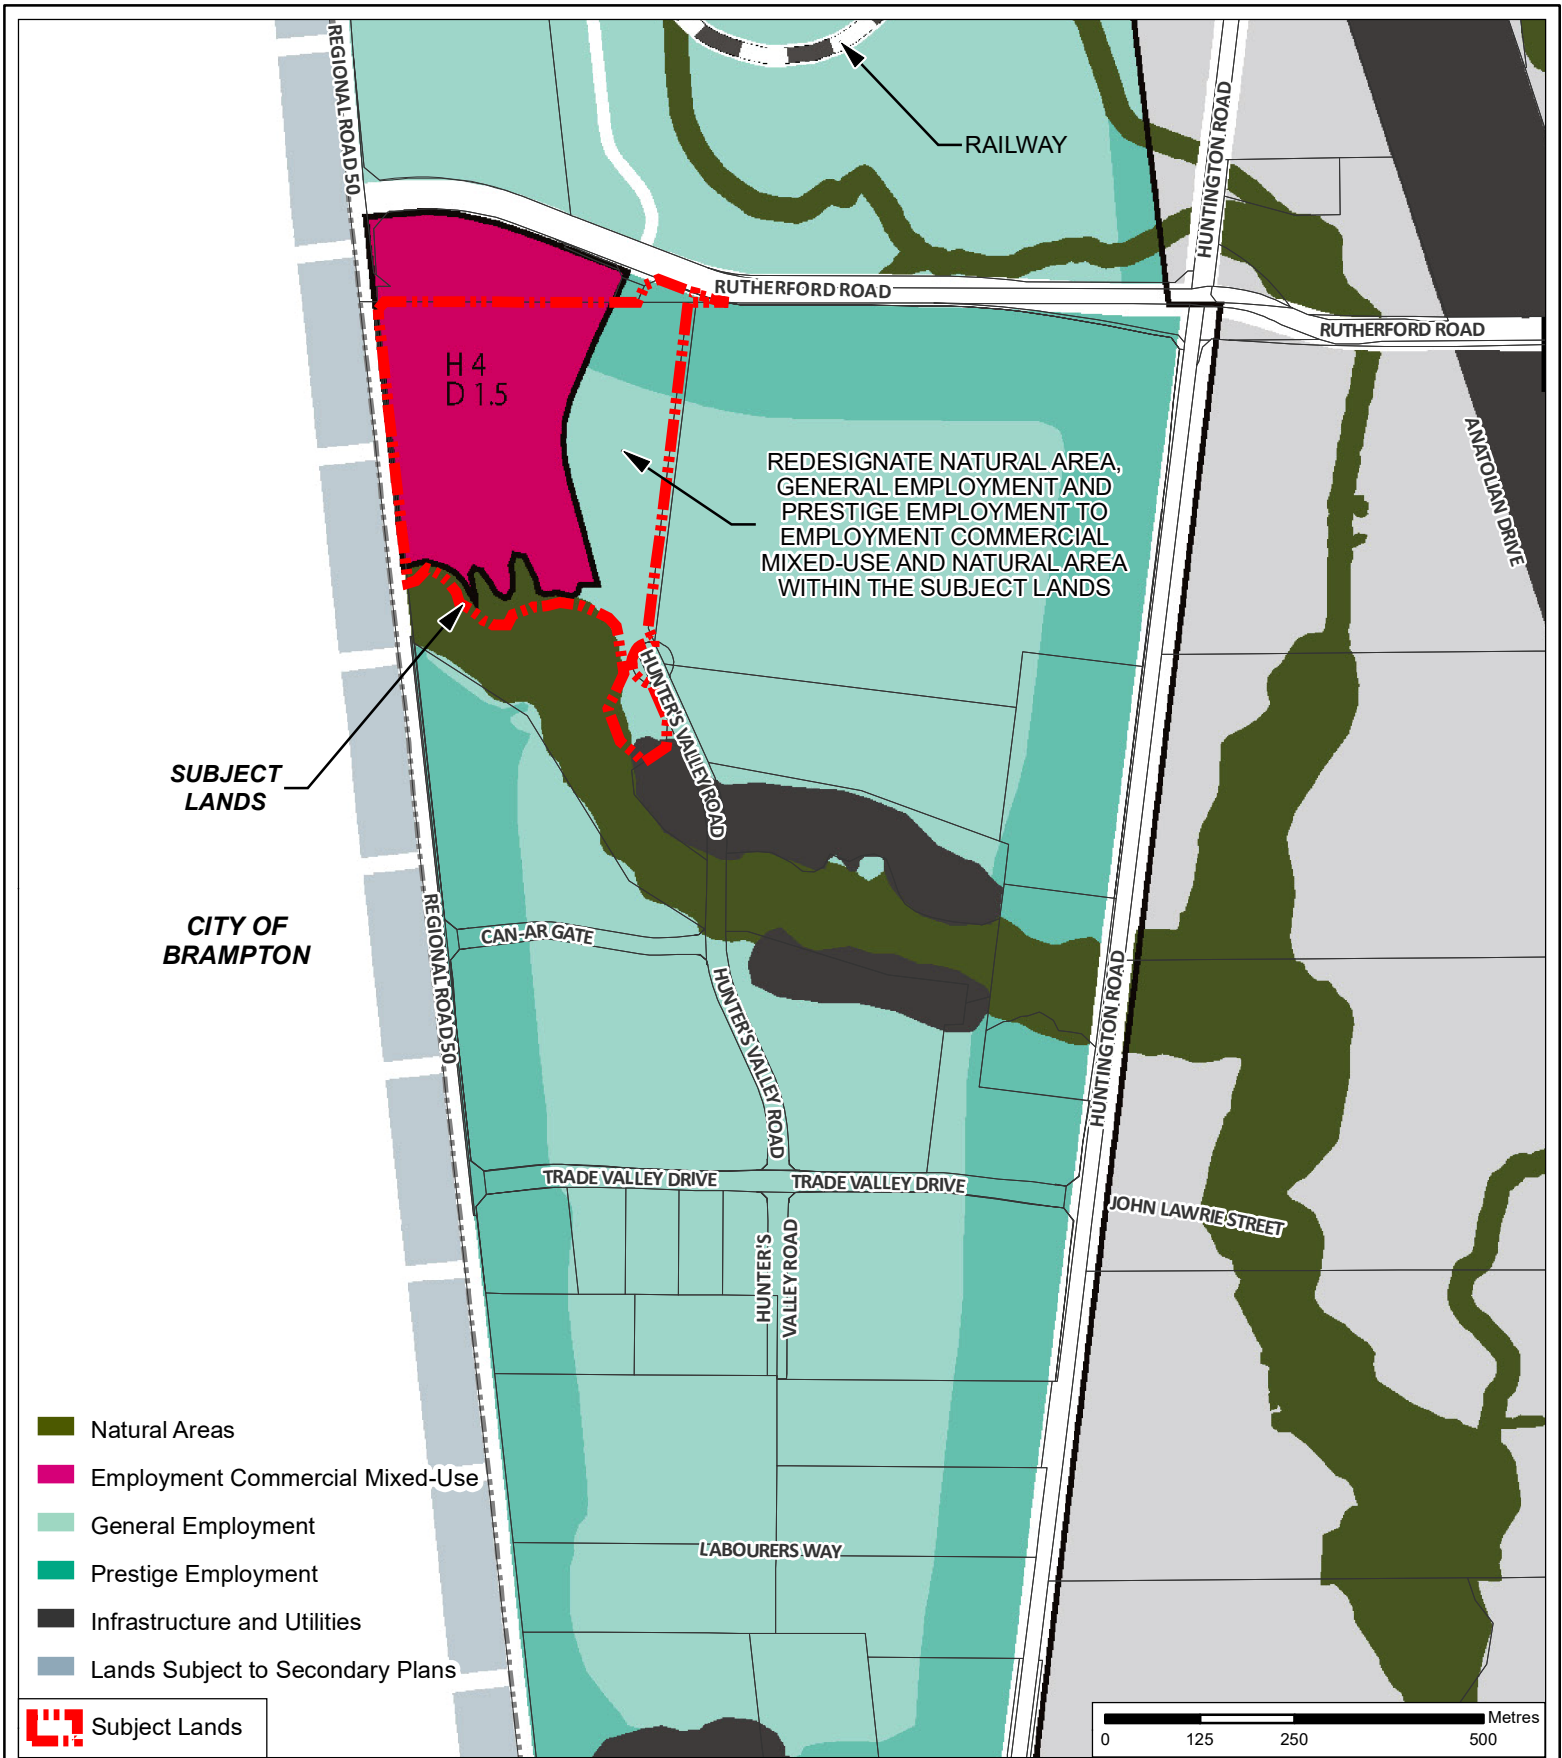 REGIONAL ROAD 50
RAILWAY
HUNTINGTON ROAD
RUTHERFORD ROAD
RUTHERFORD ROAD
H 4
D 1.5
ANATOLIAN DRIVE
REDESIGNATE NATURAL AREA,
GENERAL EMPLOYMENT AND
PRESTIGE EMPLOYMENT TO
EMPLOYMENT COMMERCIAL
MIXED-USE AND NATURAL AREA
WITHIN THE SUBJECT LANDS
HUNTER'S VALLEY ROAD
SUBJECT
LANDS
CITY OF
BRAMPTON
REGIONAL ROAD 50
CAN-AR GATE
HUNTER'S VALLEY ROAD
HUNTINGTON ROAD
TRADE VALLEY DRIVE
TRADE VALLEY DRIVE
JOHN LAWRIE STREET
HUNTER'S
VALLEY ROAD
LABOURERS WAY
Natural Areas
Employment Commercial Mixed-Use
General Employment
Prestige Employment
Infrastructure and Utilities
Lands Subject to Secondary Plans
Subject Lands
Metres
0 125 250 500